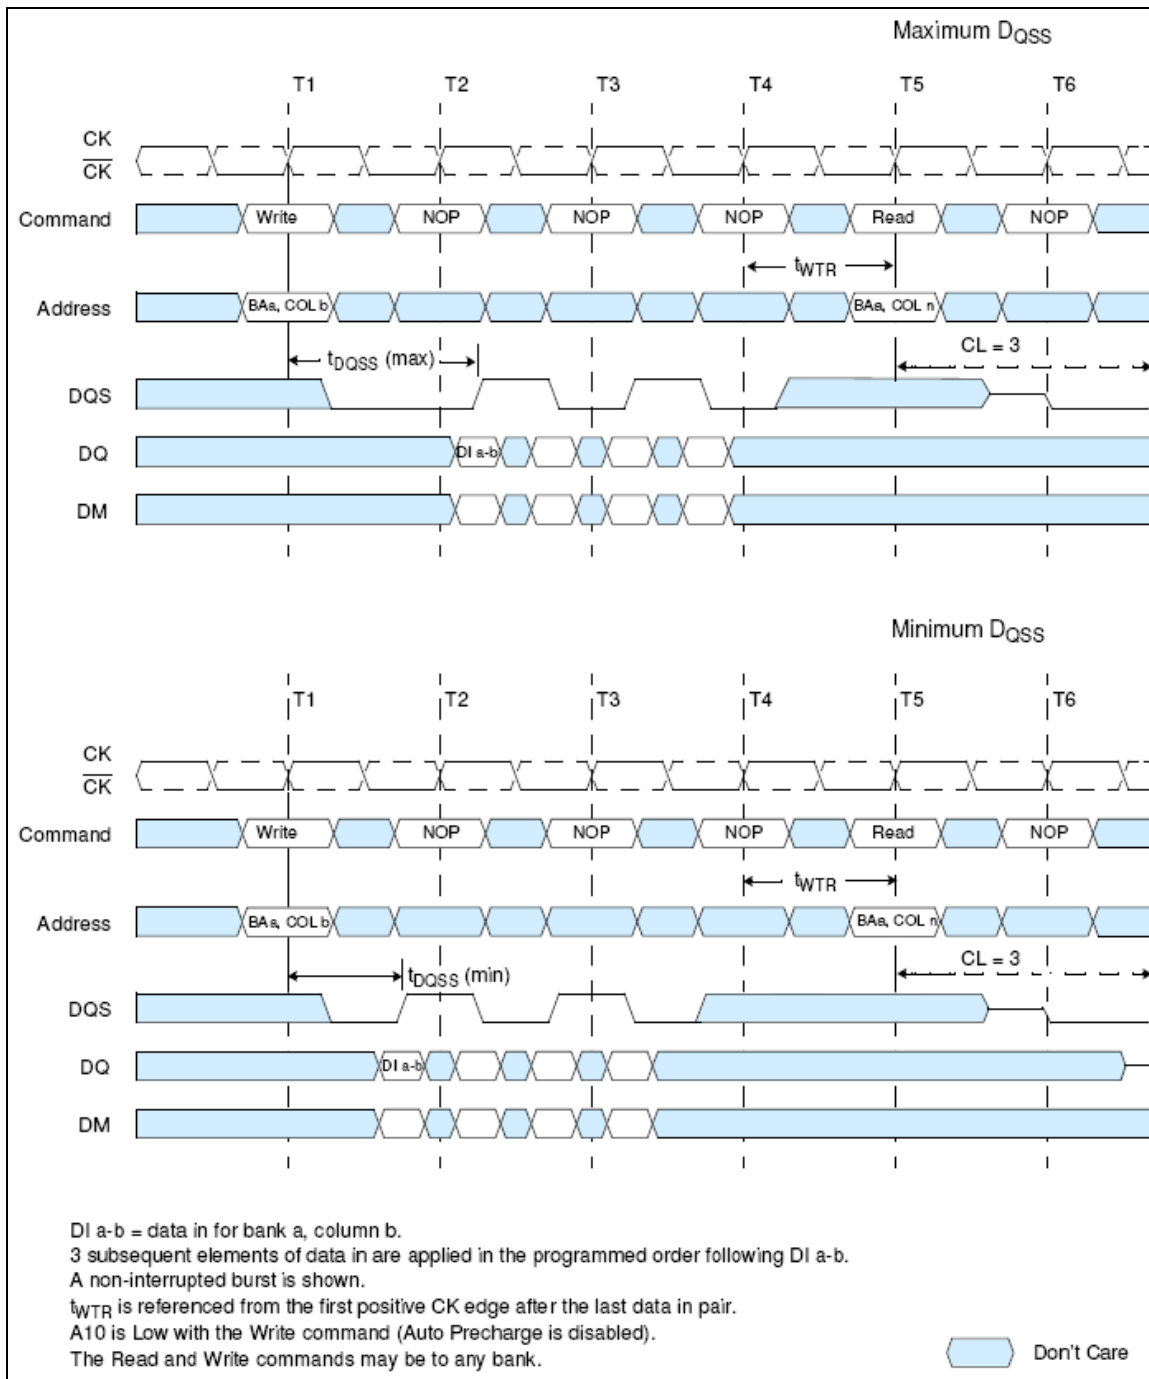 Maximum DQSS
T1 T2 T3 T4 T5 T6
CK
CK
Command Write NOP NOP NOP Read NOP
tWTR
Address BAa, COL b BAa, COL n
tDQSS (max) CL = 3
DQS
DQ DI a-b
DM
Minimum DQSS
T1 T2 T3 T4 T5 T6
CK
CK
Command Write NOP NOP NOP Read NOP
tWTR
Address BAa, COL b BAa, COL n
tDQSS (min) CL = 3
DQS
DQ DI a-b
DM
DI a-b = data in for bank a, column b.
3 subsequent elements of data in are applied in the programmed order following DI a-b.
A non-interrupted burst is shown.
tWTR is referenced from the first positive CK edge after the last data in pair.
A10 is Low with the Write command (Auto Precharge is disabled).
The Read and Write commands may be to any bank.
Don't Care